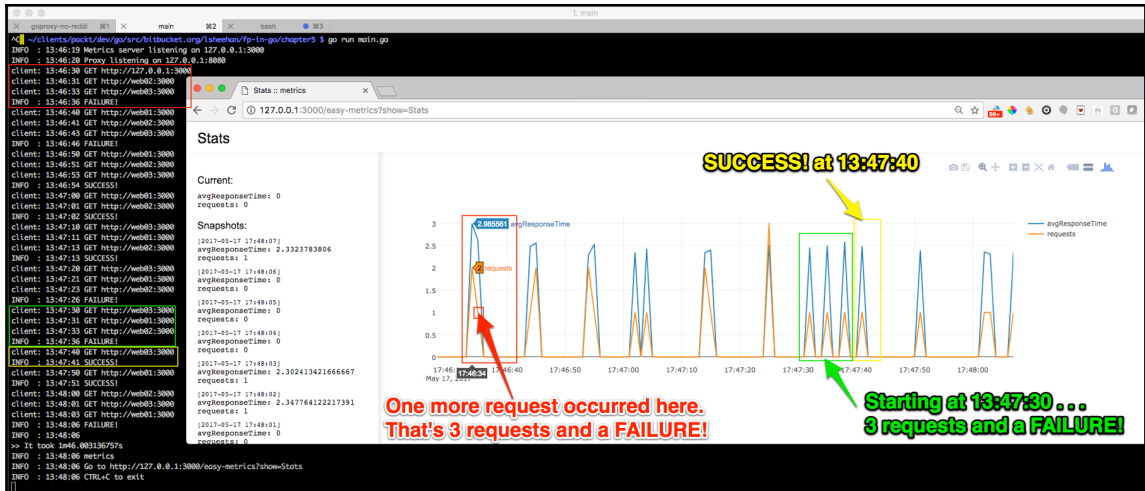 1. main
goproxy-no-reddi ⌘1 main ⌘2 bash ⌘3
^C ~/clients/packt/dev/go/src/bitbucket.org/lsheehan/fp-in-go/chapter5 $ go run main.go
INFO : 13:46:19 Metrics server listening on 127.0.0.1:3000
INFO : 13:46:20 Proxy listening on 127.0.0.1:8080
client: 13:46:30 GET http://127.0.0.1:3000
client: 13:46:31 GET http://web02:3000
client: 13:46:33 GET http://web03:3000
INFO : 13:46:36 FAILURE!
client: 13:46:40 GET http://web01:3000
client: 13:46:41 GET http://web02:3000
client: 13:46:43 GET http://web03:3000
INFO : 13:46:46 FAILURE!
client: 13:46:50 GET http://web01:3000
client: 13:46:51 GET http://web02:3000
client: 13:46:53 GET http://web03:3000
INFO : 13:46:54 SUCCESS!
client: 13:47:00 GET http://web01:3000
client: 13:47:01 GET http://web02:3000
INFO : 13:47:02 SUCCESS!
client: 13:47:10 GET http://web03:3000
client: 13:47:11 GET http://web01:3000
client: 13:47:13 GET http://web02:3000
INFO : 13:47:13 SUCCESS!
client: 13:47:20 GET http://web03:3000
client: 13:47:21 GET http://web01:3000
client: 13:47:23 GET http://web02:3000
INFO : 13:47:26 FAILURE!
client: 13:47:30 GET http://web03:3000
client: 13:47:31 GET http://web01:3000
client: 13:47:33 GET http://web02:3000
INFO : 13:47:36 FAILURE!
client: 13:47:40 GET http://web03:3000
INFO : 13:47:41 SUCCESS!
client: 13:47:50 GET http://web01:3000
INFO : 13:47:51 SUCCESS!
client: 13:48:00 GET http://web02:3000
client: 13:48:01 GET http://web03:3000
client: 13:48:03 GET http://web01:3000
INFO : 13:48:06 FAILURE!
INFO : 13:48:06
>> It took 1m46.003136757s
INFO : 13:48:06 metrics
INFO : 13:48:06 Go to http://127.0.0.1:3000/easy-metrics?show=Stats
INFO : 13:48:06 CTRL+C to exit
Stats :: metrics
127.0.0.1:3000/easy-metrics?show=Stats
99+
Stats
Current:
avgResponseTime: 0
requests: 0
Snapshots:
[2017-05-17 17:48:07]
avgResponseTime: 2.3323783806
requests: 1
[2017-05-17 17:48:06]
avgResponseTime: 0
requests: 0
[2017-05-17 17:48:05]
avgResponseTime: 0
requests: 0
[2017-05-17 17:48:04]
avgResponseTime: 0
requests: 0
[2017-05-17 17:48:03]
avgResponseTime: 2.302413421666667
requests: 1
[2017-05-17 17:48:02]
avgResponseTime: 2.347764122217391
requests: 1
[2017-05-17 17:48:01]
avgResponseTime: 0
requests: 0
SUCCESS! at 13:47:40
2.985561 avgResponseTime
2 requests
avgResponseTime
requests
3
2.5
2
1.5
1
0.5
0
17:46:34 17:46:40 17:46:50 17:47:00 17:47:10 17:47:20 17:47:30 17:47:40 17:47:50 17:48:00
May 17, 2017
One more request occurred here.
That's 3 requests and a FAILURE!
Starting at 13:47:30 . . .
3 requests and a FAILURE!